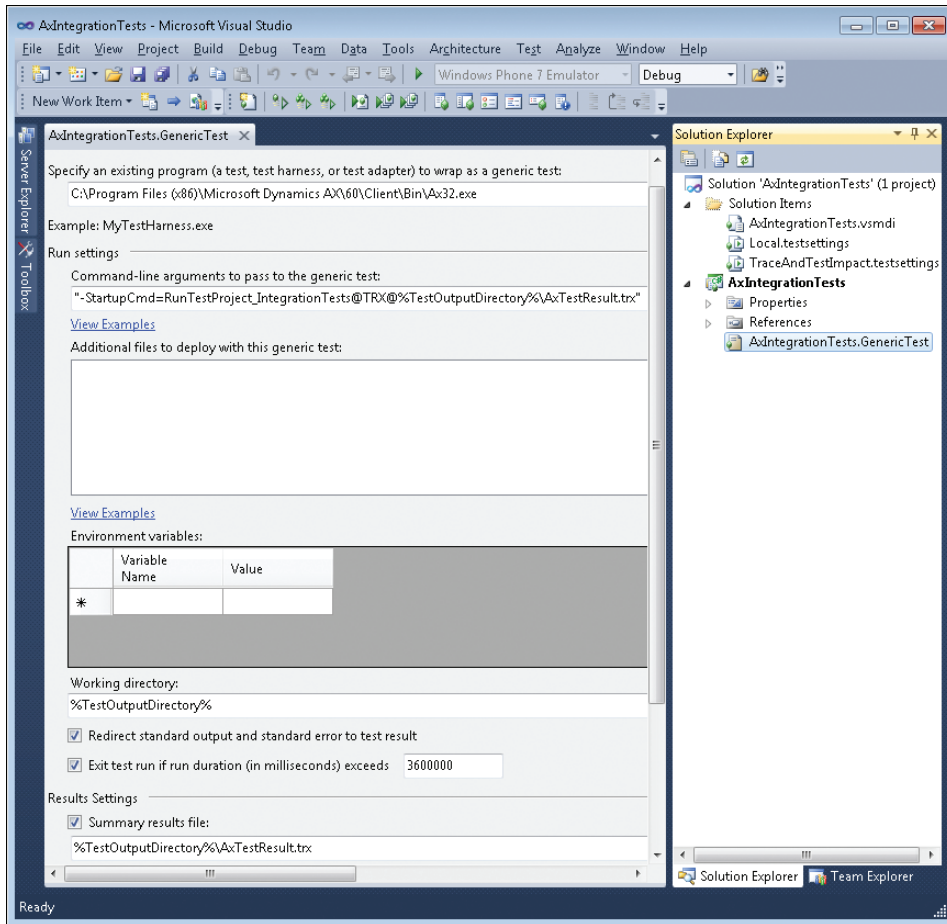 AxIntegrationTests - Microsoft Visual Studio
File Edit View Project Build Debug Team Data Tools Architecture Test Analyze Window Help
Windows Phone 7 Emulator Debug
New Work Item
Server Explorer
Toolbox
AxIntegrationTests.GenericTest
Specify an existing program (a test, test harness, or test adapter) to wrap as a generic test:
C:\Program Files (x86)\Microsoft Dynamics AX\60\Client\Bin\Ax32.exe
Example: MyTestHarness.exe
Run settings
Command-line arguments to pass to the generic test:
"-StartupCmd=RunTestProject_IntegrationTests@TRX@%TestOutputDirectory%\AxTestResult.trx"
View Examples
Additional files to deploy with this generic test:
View Examples
Environment variables:
Variable Name
Value
Working directory:
%TestOutputDirectory%
Redirect standard output and standard error to test result
Exit test run if run duration (in milliseconds) exceeds 3600000
Results Settings
Summary results file:
%TestOutputDirectory%\AxTestResult.trx
Solution Explorer
Solution 'AxIntegrationTests' (1 project)
Solution Items
AxIntegrationTests.vsmdi
Local.testsettings
TraceAndTestImpact.testsettings
AxIntegrationTests
Properties
References
AxIntegrationTests.GenericTest
Solution Explorer Team Explorer
Ready